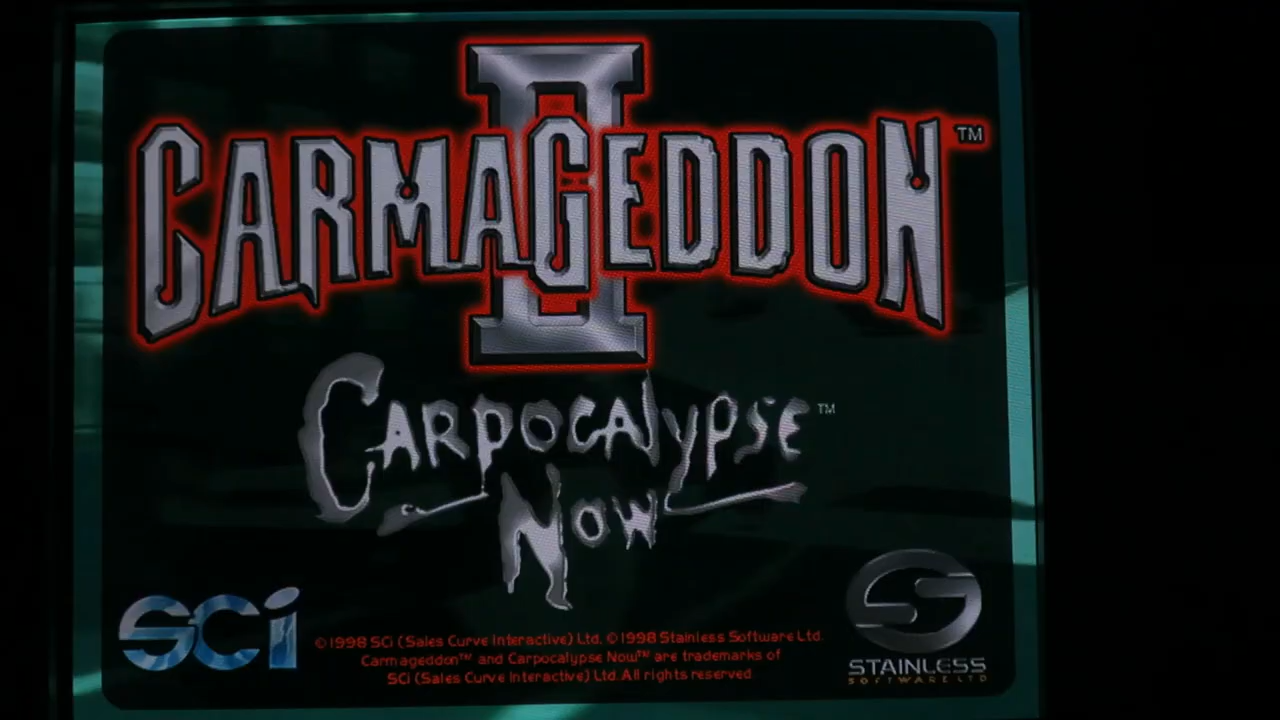 II
CARMAGEDDON™
CARPOCALYPSE™
NOW
SCi
©1998 SCi (Sales Curve Interactive) Ltd. ©1998 Stainless Software Ltd.
Carmageddon™ and Carpocalypse Now™ are trademarks of
SCi (Sales Curve Interactive) Ltd. All rights reserved
STAINLESS
SOFTWARE LTD